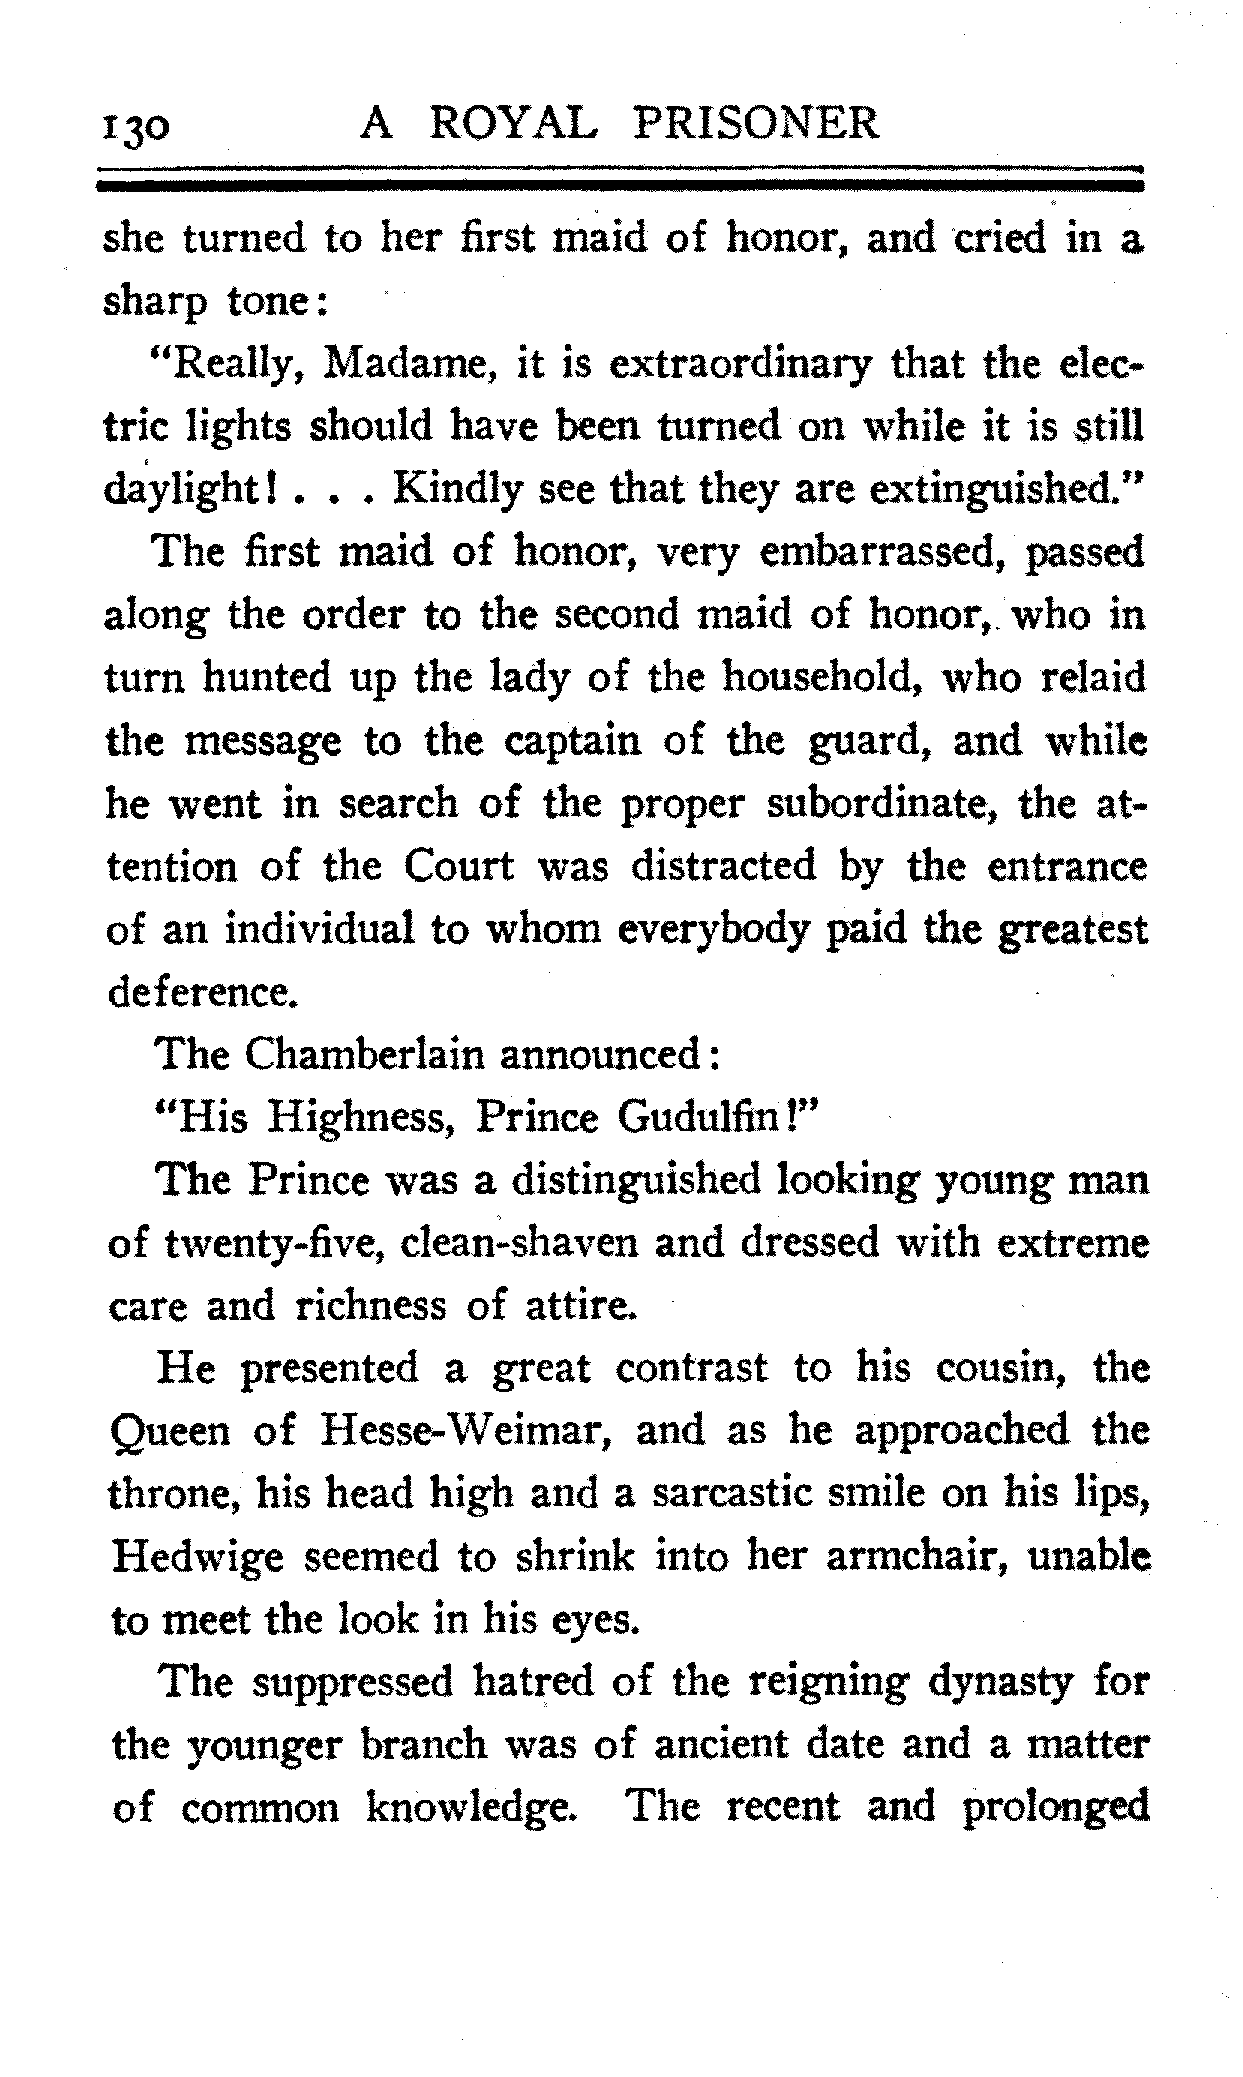 130 A ROYAL PRISONER
she turned to her first maid of honor, and cried in a
sharp tone:
"Really, Madame, it is extraordinary that the elec-
tric lights should have been turned on while it is still
daylight! . . . Kindly see that they are extinguished."
The first maid of honor, very embarrassed, passed
along the order to the second maid of honor, who in
turn hunted up the lady of the household, who relaid
the message to the captain of the guard, and while
he went in search of the proper subordinate, the at-
tention of the Court was distracted by the entrance
of an individual to whom everybody paid the greatest
deference.
The Chamberlain announced:
"His Highness, Prince Gudulfin!"
The Prince was a distinguished looking young man
of twenty-five, clean-shaven and dressed with extreme
care and richness of attire.
He presented a great contrast to his cousin, the
Queen of Hesse-Weimar, and as he approached the
throne, his head high and a sarcastic smile on his lips,
Hedwige seemed to shrink into her armchair, unable
to meet the look in his eyes.
The suppressed hatred of the reigning dynasty for
the younger branch was of ancient date and a matter
of common knowledge. The recent and prolonged